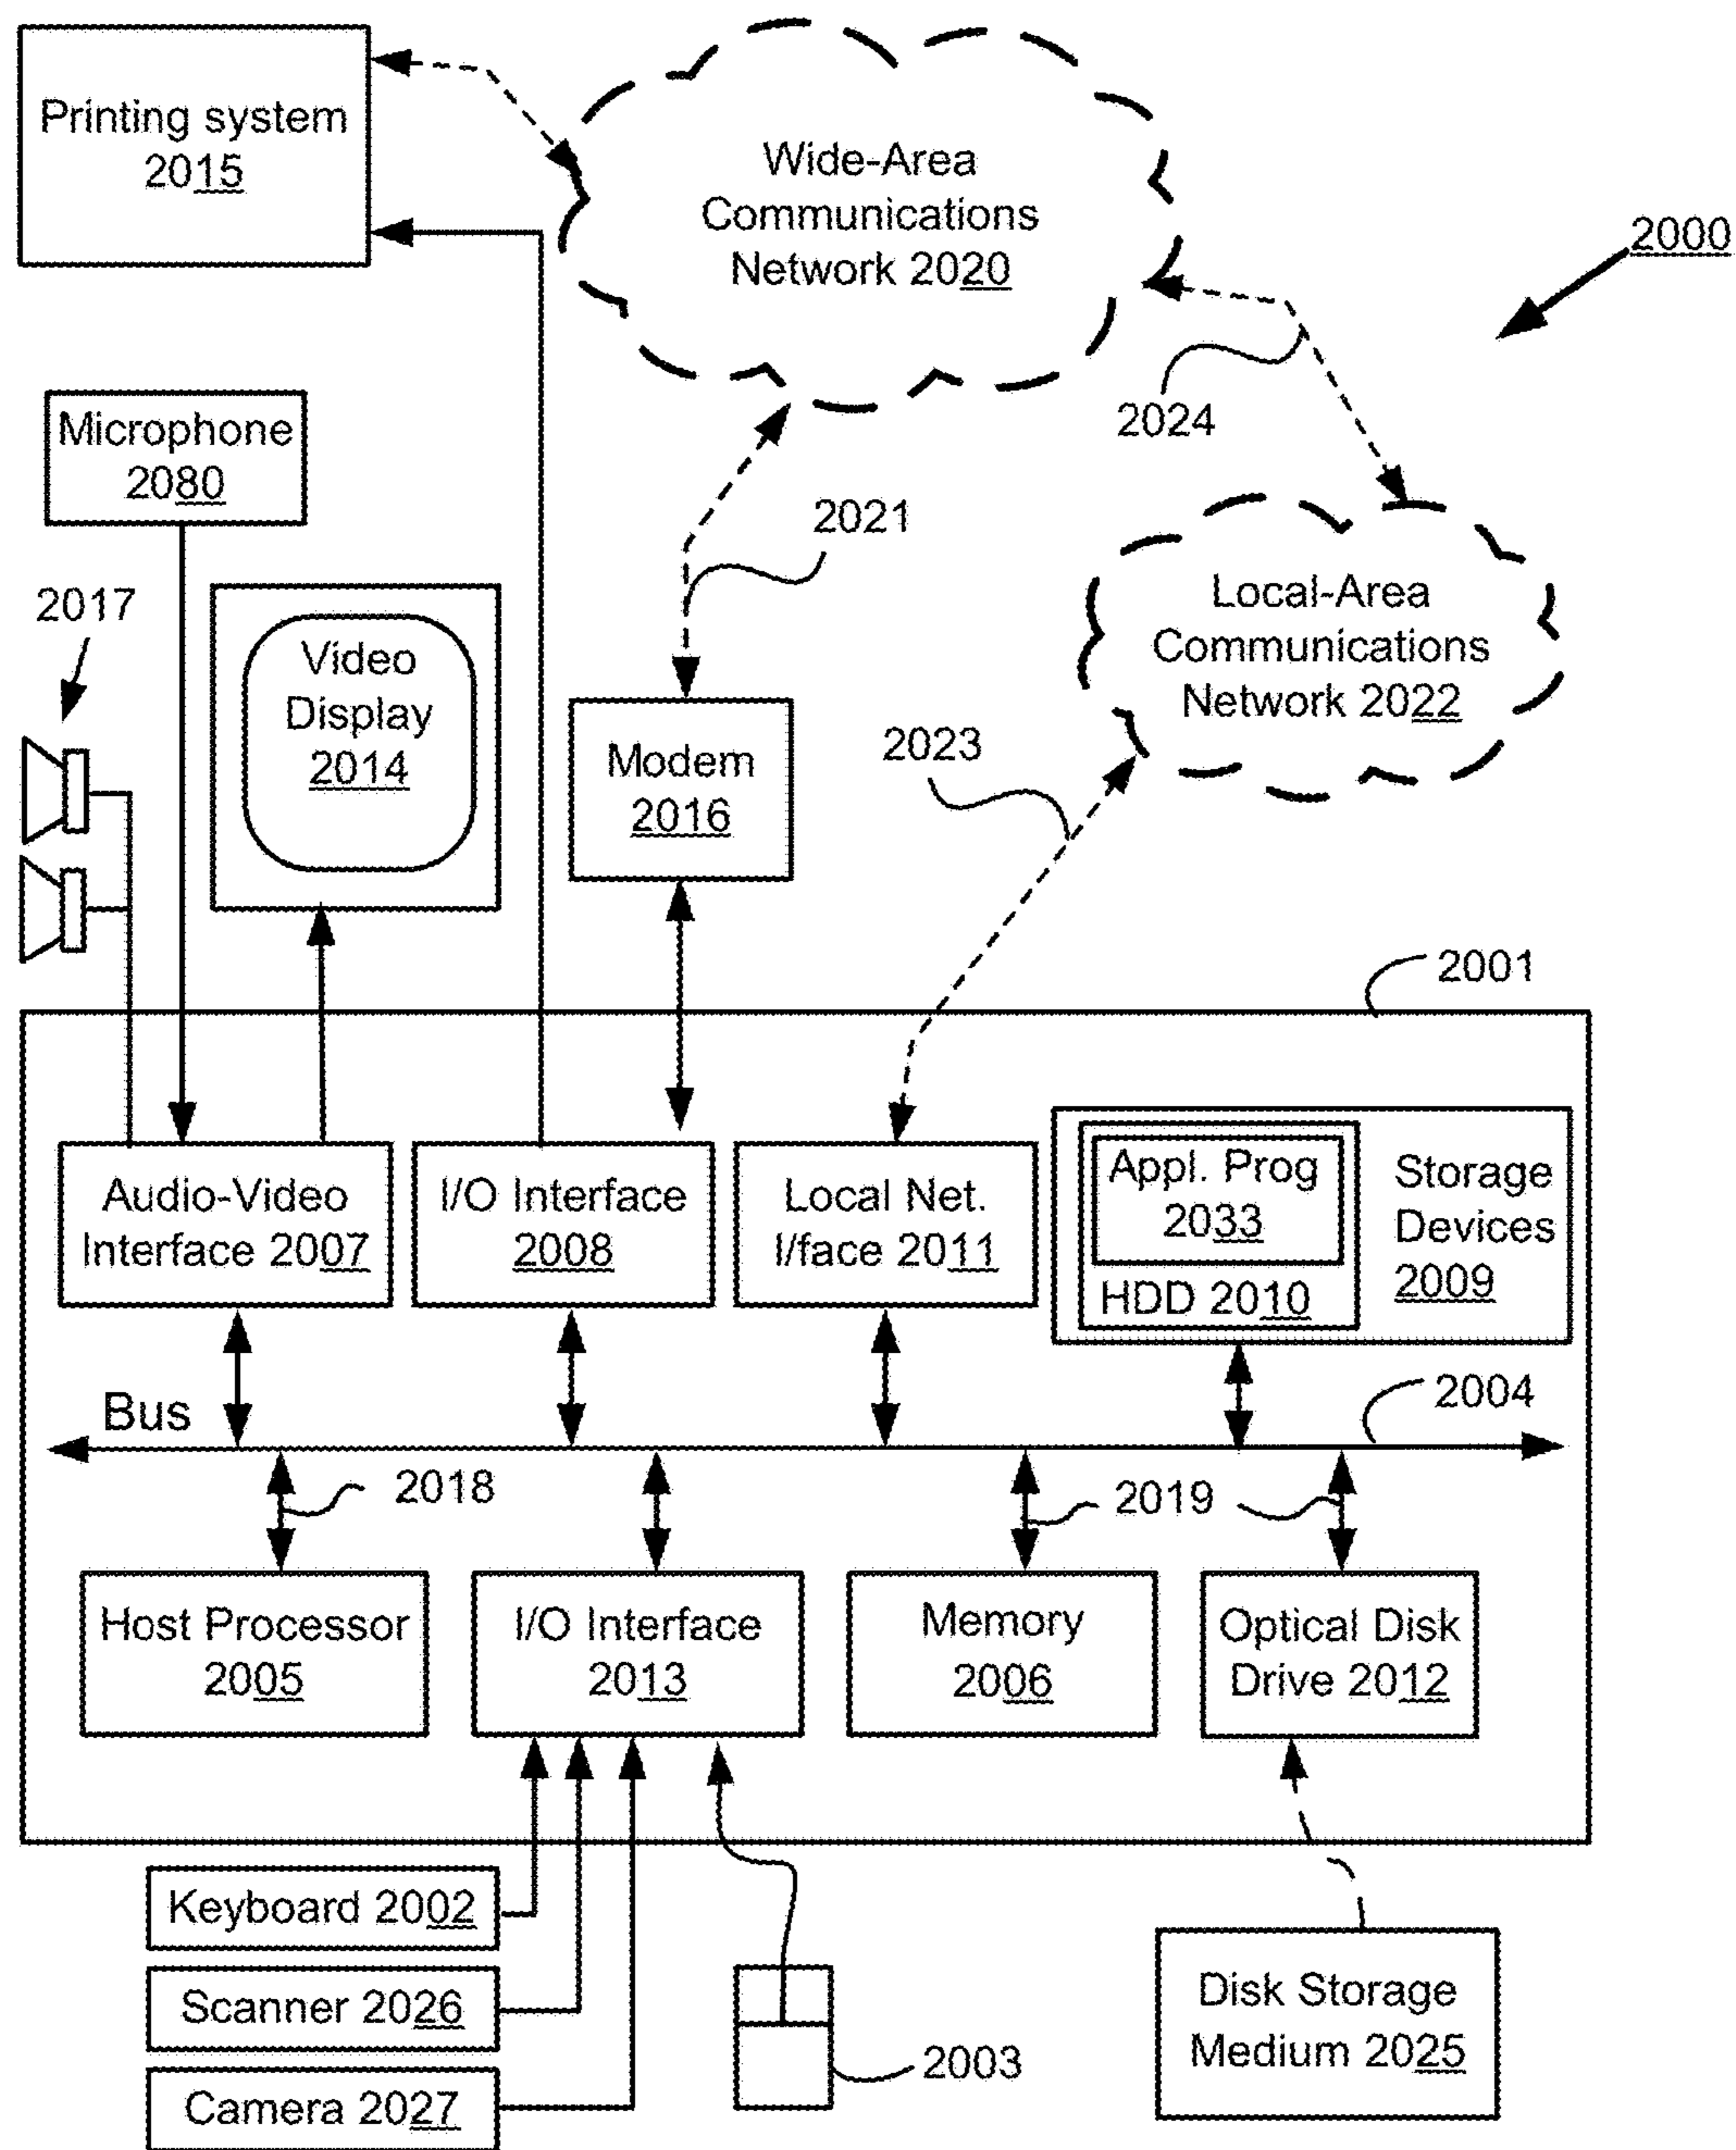 Printing system
2015
Wide-Area
Communications
Network 2020
2000
2024
Microphone
2080
2021
2017
Video
Display
2014
Local-Area
Communications
Network 2022
Modem
2016
2023
2001
Audio-Video
Interface 2007
I/O Interface
2008
Local Net.
I/face 2011
Appl. Prog
2033
HDD 2010
Storage
Devices
2009
Bus
2004
2018
2019
Host Processor
2005
I/O Interface
2013
Memory
2006
Optical Disk
Drive 2012
Keyboard 2002
Scanner 2026
Camera 2027
2003
Disk Storage
Medium 2025